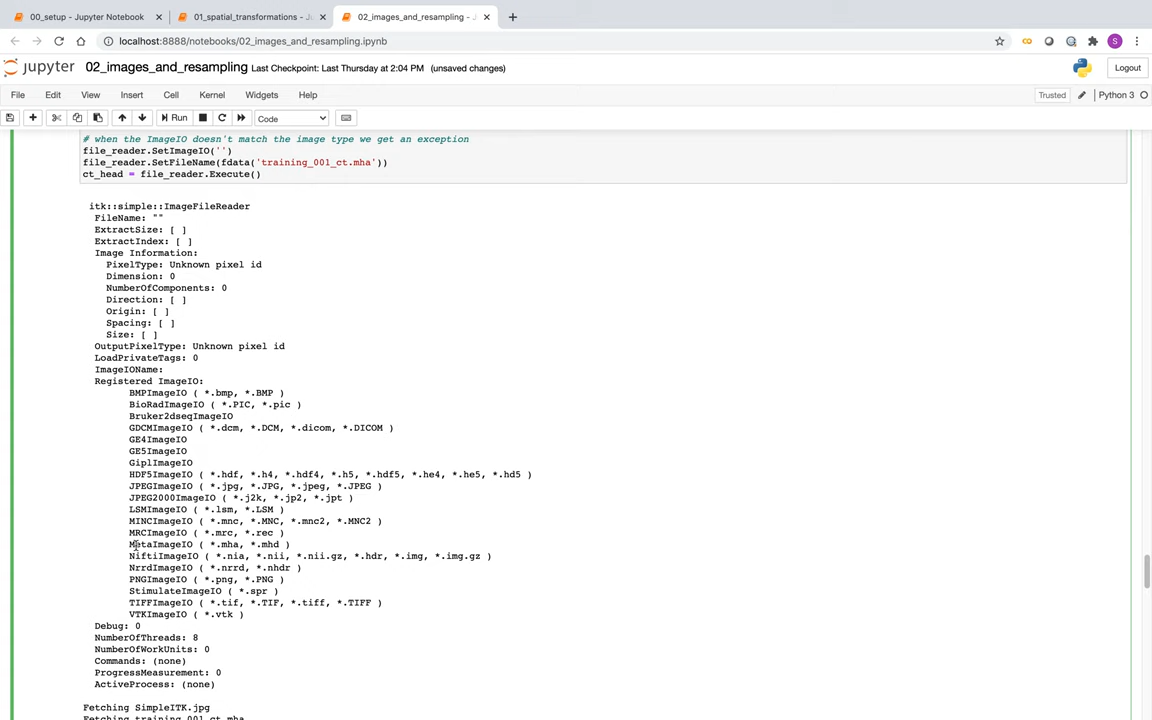 00_setup - Jupyter Notebook
01_spatial_transformations - Ju
02_images_and_resampling - Ju
localhost:8888/notebooks/02_images_and_resampling.ipynb
S
jupyter 02_images_and_resampling Last Checkpoint: Last Thursday at 2:04 PM (unsaved changes)
Logout
File Edit View Insert Cell Kernel Widgets Help
Trusted Python 3
Run Code
# when the ImageIO doesn't match the image type we get an exception
file_reader.SetImageIO('')
file_reader.SetFileName(fdata('training_001_ct.mha'))
ct_head = file_reader.Execute()
itk::simple::ImageFileReader
FileName: ""
ExtractSize: [ ]
ExtractIndex: [ ]
Image Information:
PixelType: Unknown pixel id
Dimension: 0
NumberOfComponents: 0
Direction: [ ]
Origin: [ ]
Spacing: [ ]
Size: [ ]
OutputPixelType: Unknown pixel id
LoadPrivateTags: 0
ImageIOName:
Registered ImageIO:
BMPImageIO ( *.bmp, *.BMP )
BioRadImageIO ( *.PIC, *.pic )
Bruker2dseqImageIO
GDCMImageIO ( *.dcm, *.DCM, *.dicom, *.DICOM )
GE4ImageIO
GE5ImageIO
GiplImageIO
HDF5ImageIO ( *.hdf, *.h4, *.hdf4, *.h5, *.hdf5, *.he4, *.he5, *.hd5 )
JPEGImageIO ( *.jpg, *.JPG, *.jpeg, *.JPEG )
JPEG2000ImageIO ( *.j2k, *.jp2, *.jpt )
LSMImageIO ( *.lsm, *.LSM )
MINCImageIO ( *.mnc, *.MNC, *.mnc2, *.MNC2 )
MRCImageIO ( *.mrc, *.rec )
MetaImageIO ( *.mha, *.mhd )
NiftiImageIO ( *.nia, *.nii, *.nii.gz, *.hdr, *.img, *.img.gz )
NrrdImageIO ( *.nrrd, *.nhdr )
PNGImageIO ( *.png, *.PNG )
StimulateImageIO ( *.spr )
TIFFImageIO ( *.tif, *.TIF, *.tiff, *.TIFF )
VTKImageIO ( *.vtk )
Debug: 0
NumberOfThreads: 8
NumberOfWorkUnits: 0
Commands: (none)
ProgressMeasurement: 0
ActiveProcess: (none)
Fetching SimpleITK.jpg
Fetching training_001_ct.mha